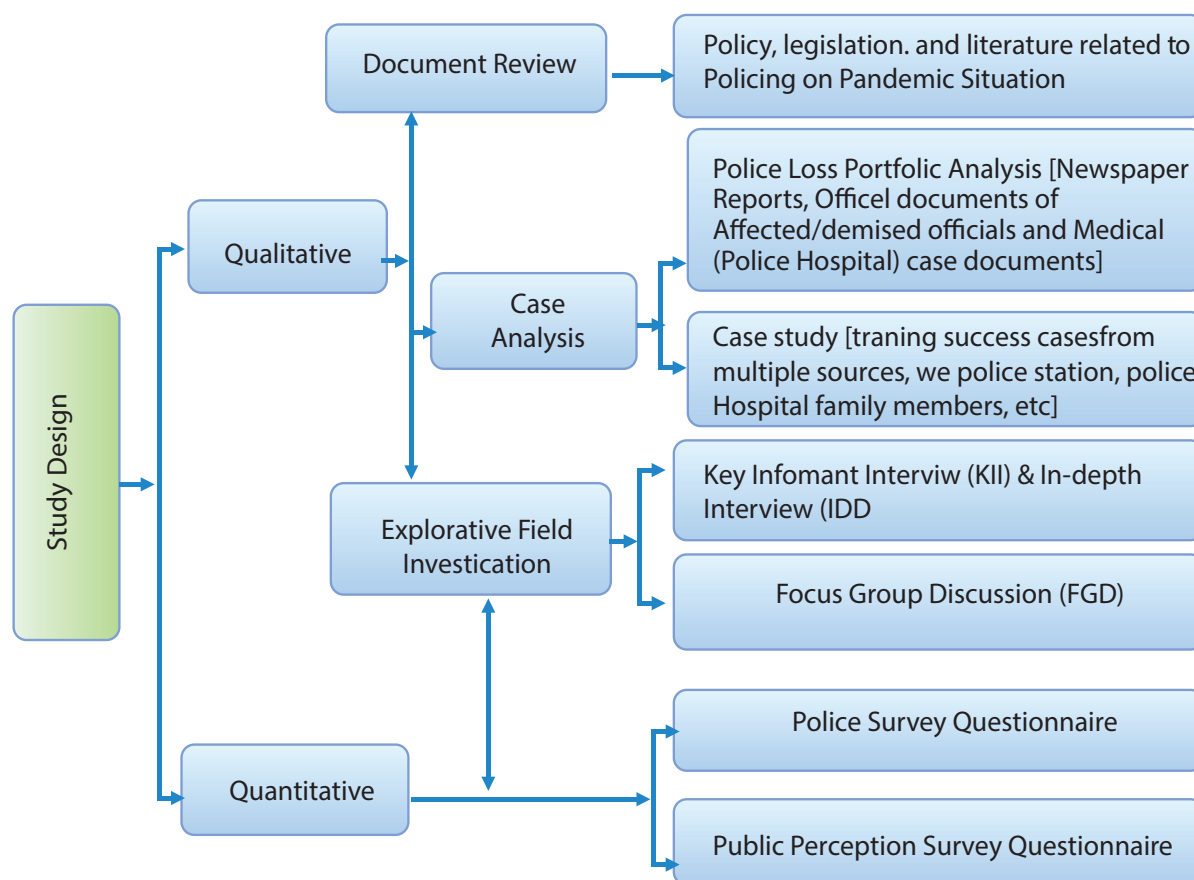 Document Review
Policy, legislation. and literature related to
Policing on Pandemic Situation
Police Loss Portfolic Analysis [Newspaper
Reports, Officel documents of
Affected/demised officials and Medical
(Police Hospital) case documents]
Qualitative
Case
Analysis
Case study [traning success casesfrom
multiple sources, we police station, police
Hospital family members, etc]
Study Design
Key Infomant Interviw (KII) & In-depth
Interview (IDD
Explorative Field
Investication
Focus Group Discussion (FGD)
Police Survey Questionnaire
Quantitative
Public Perception Survey Questionnaire